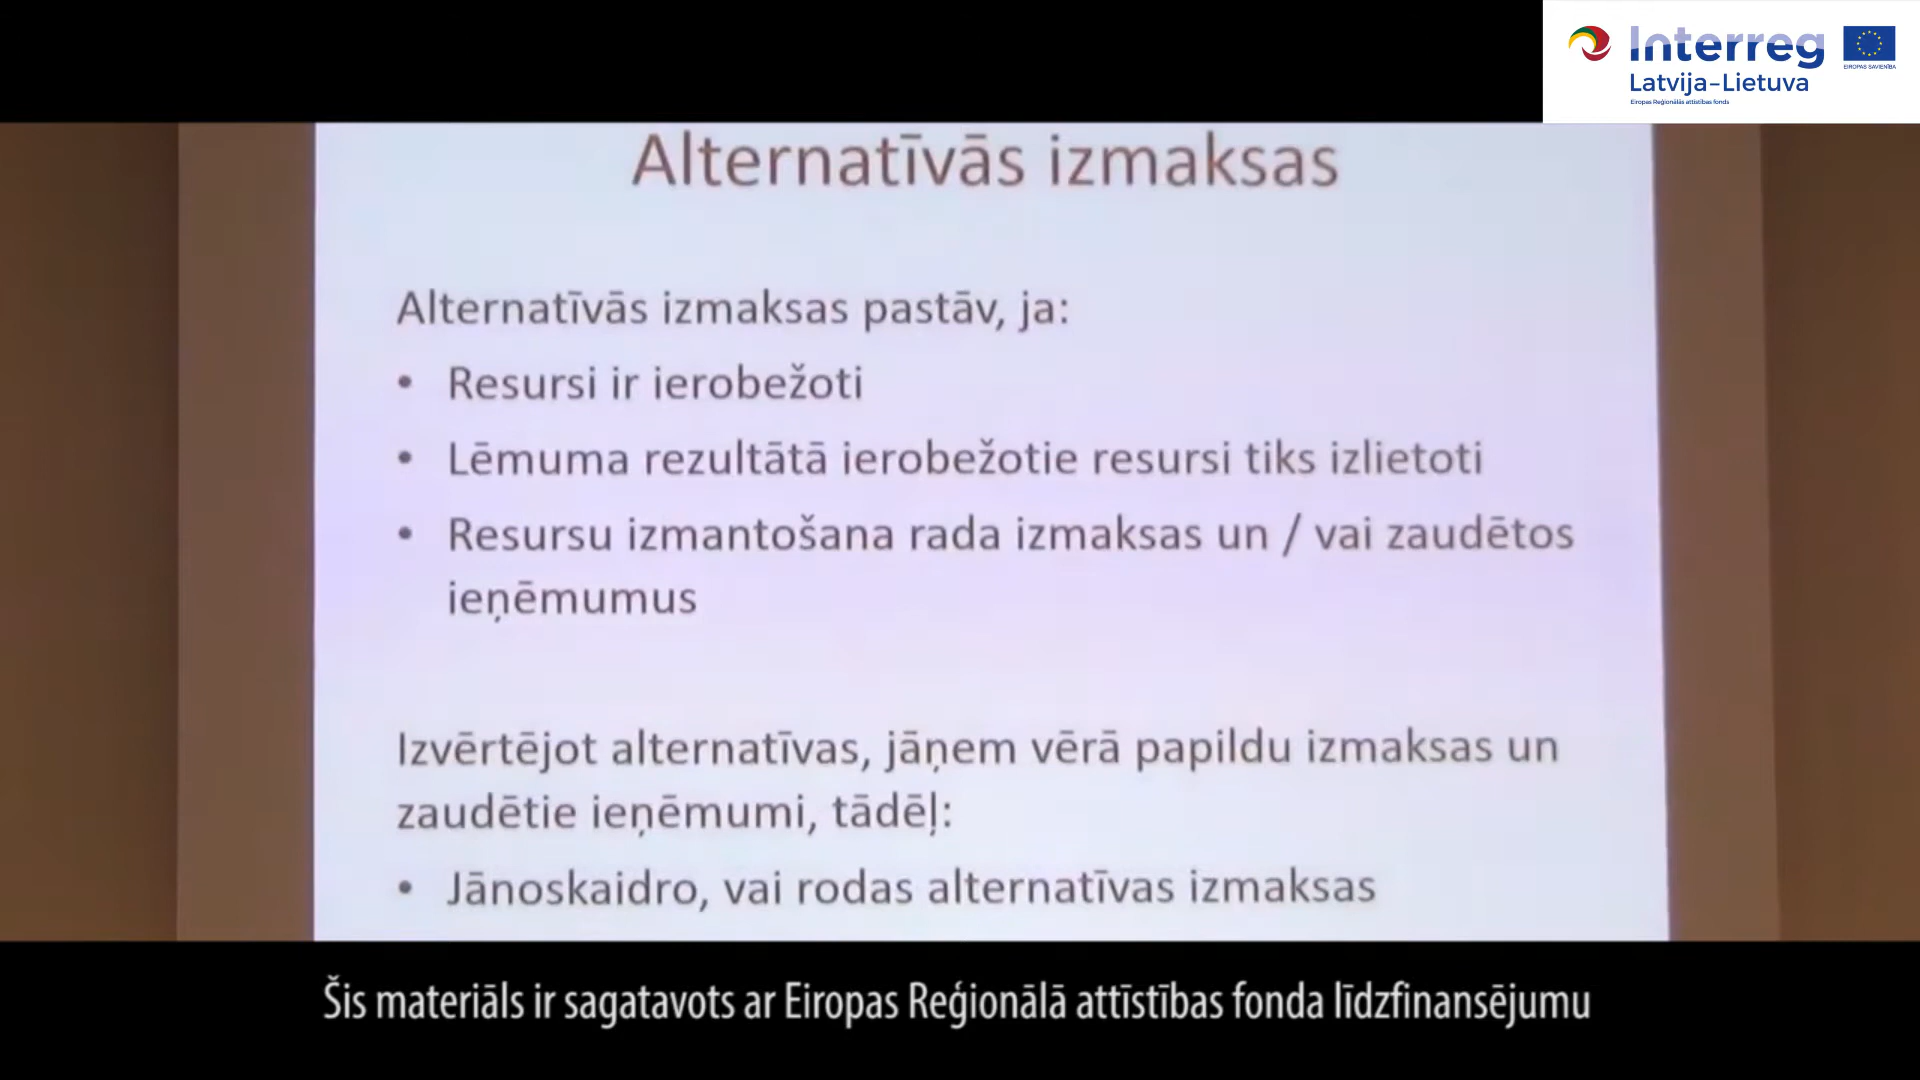 Interreg
EIROPAS SAVIENĪBA
Latvija–Lietuva
Eiropas Reģionālās attīstības fonds
Alternatīvās izmaksas
Alternatīvās izmaksas pastāv, ja:
• Resursi ir ierobežoti
• Lēmuma rezultātā ierobežotie resursi tiks izlietoti
• Resursu izmantošana rada izmaksas un / vai zaudētos
ieņēmumus
Izvērtējot alternatīvas, jāņem vērā papildu izmaksas un
zaudētie ieņēmumi, tādēļ:
• Jānoskaidro, vai rodas alternatīvas izmaksas
Šis materiāls ir sagatavots ar Eiropas Reģionālā attīstības fonda līdzfinansējumu